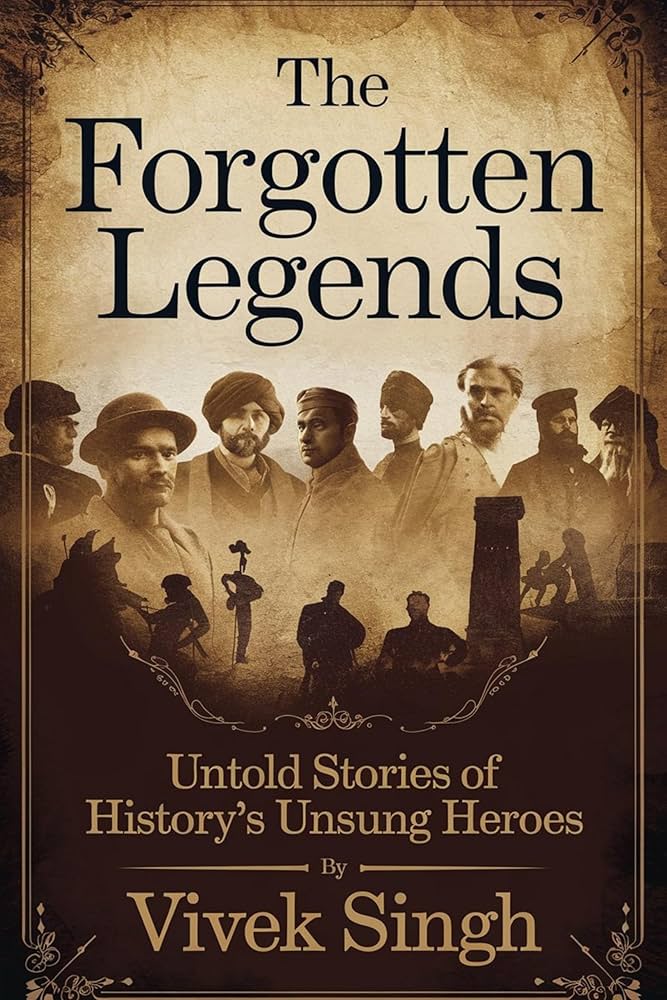 The
Forgotten
Legends
Untold Stories of
History's Unsung Heroes
By
Vivek Singh